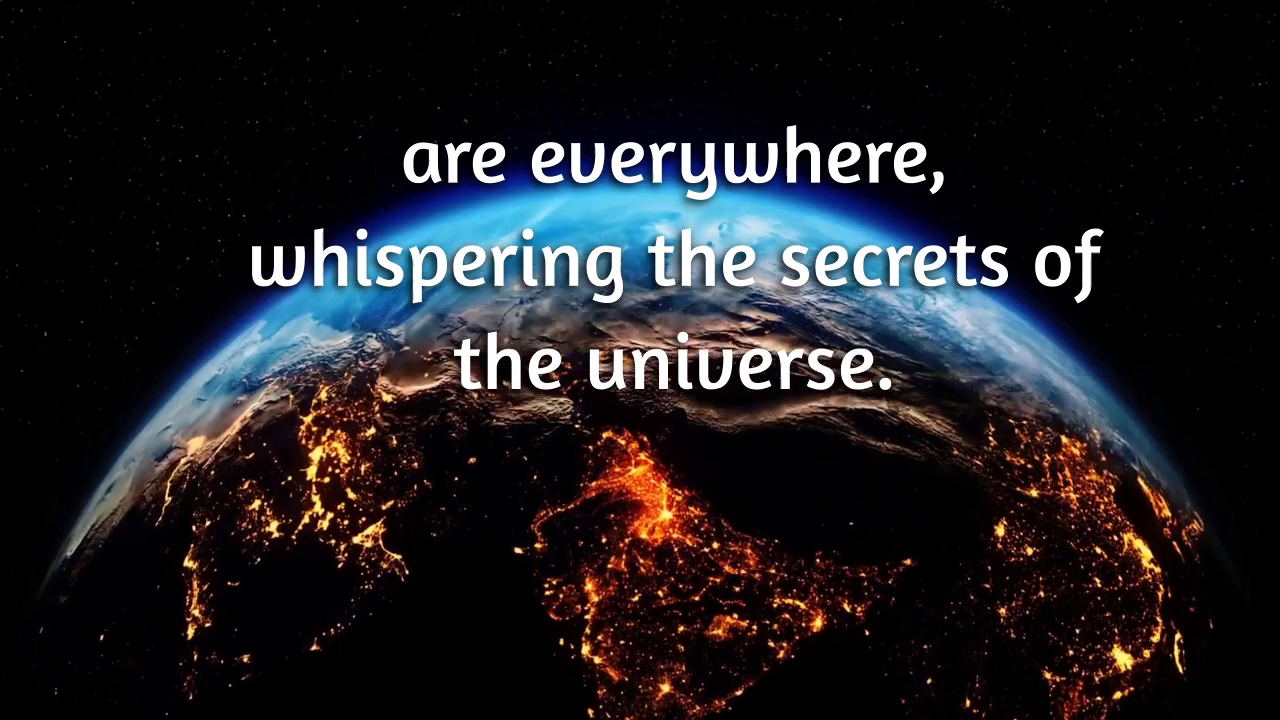 are everywhere,
whispering the secrets of
the universe.